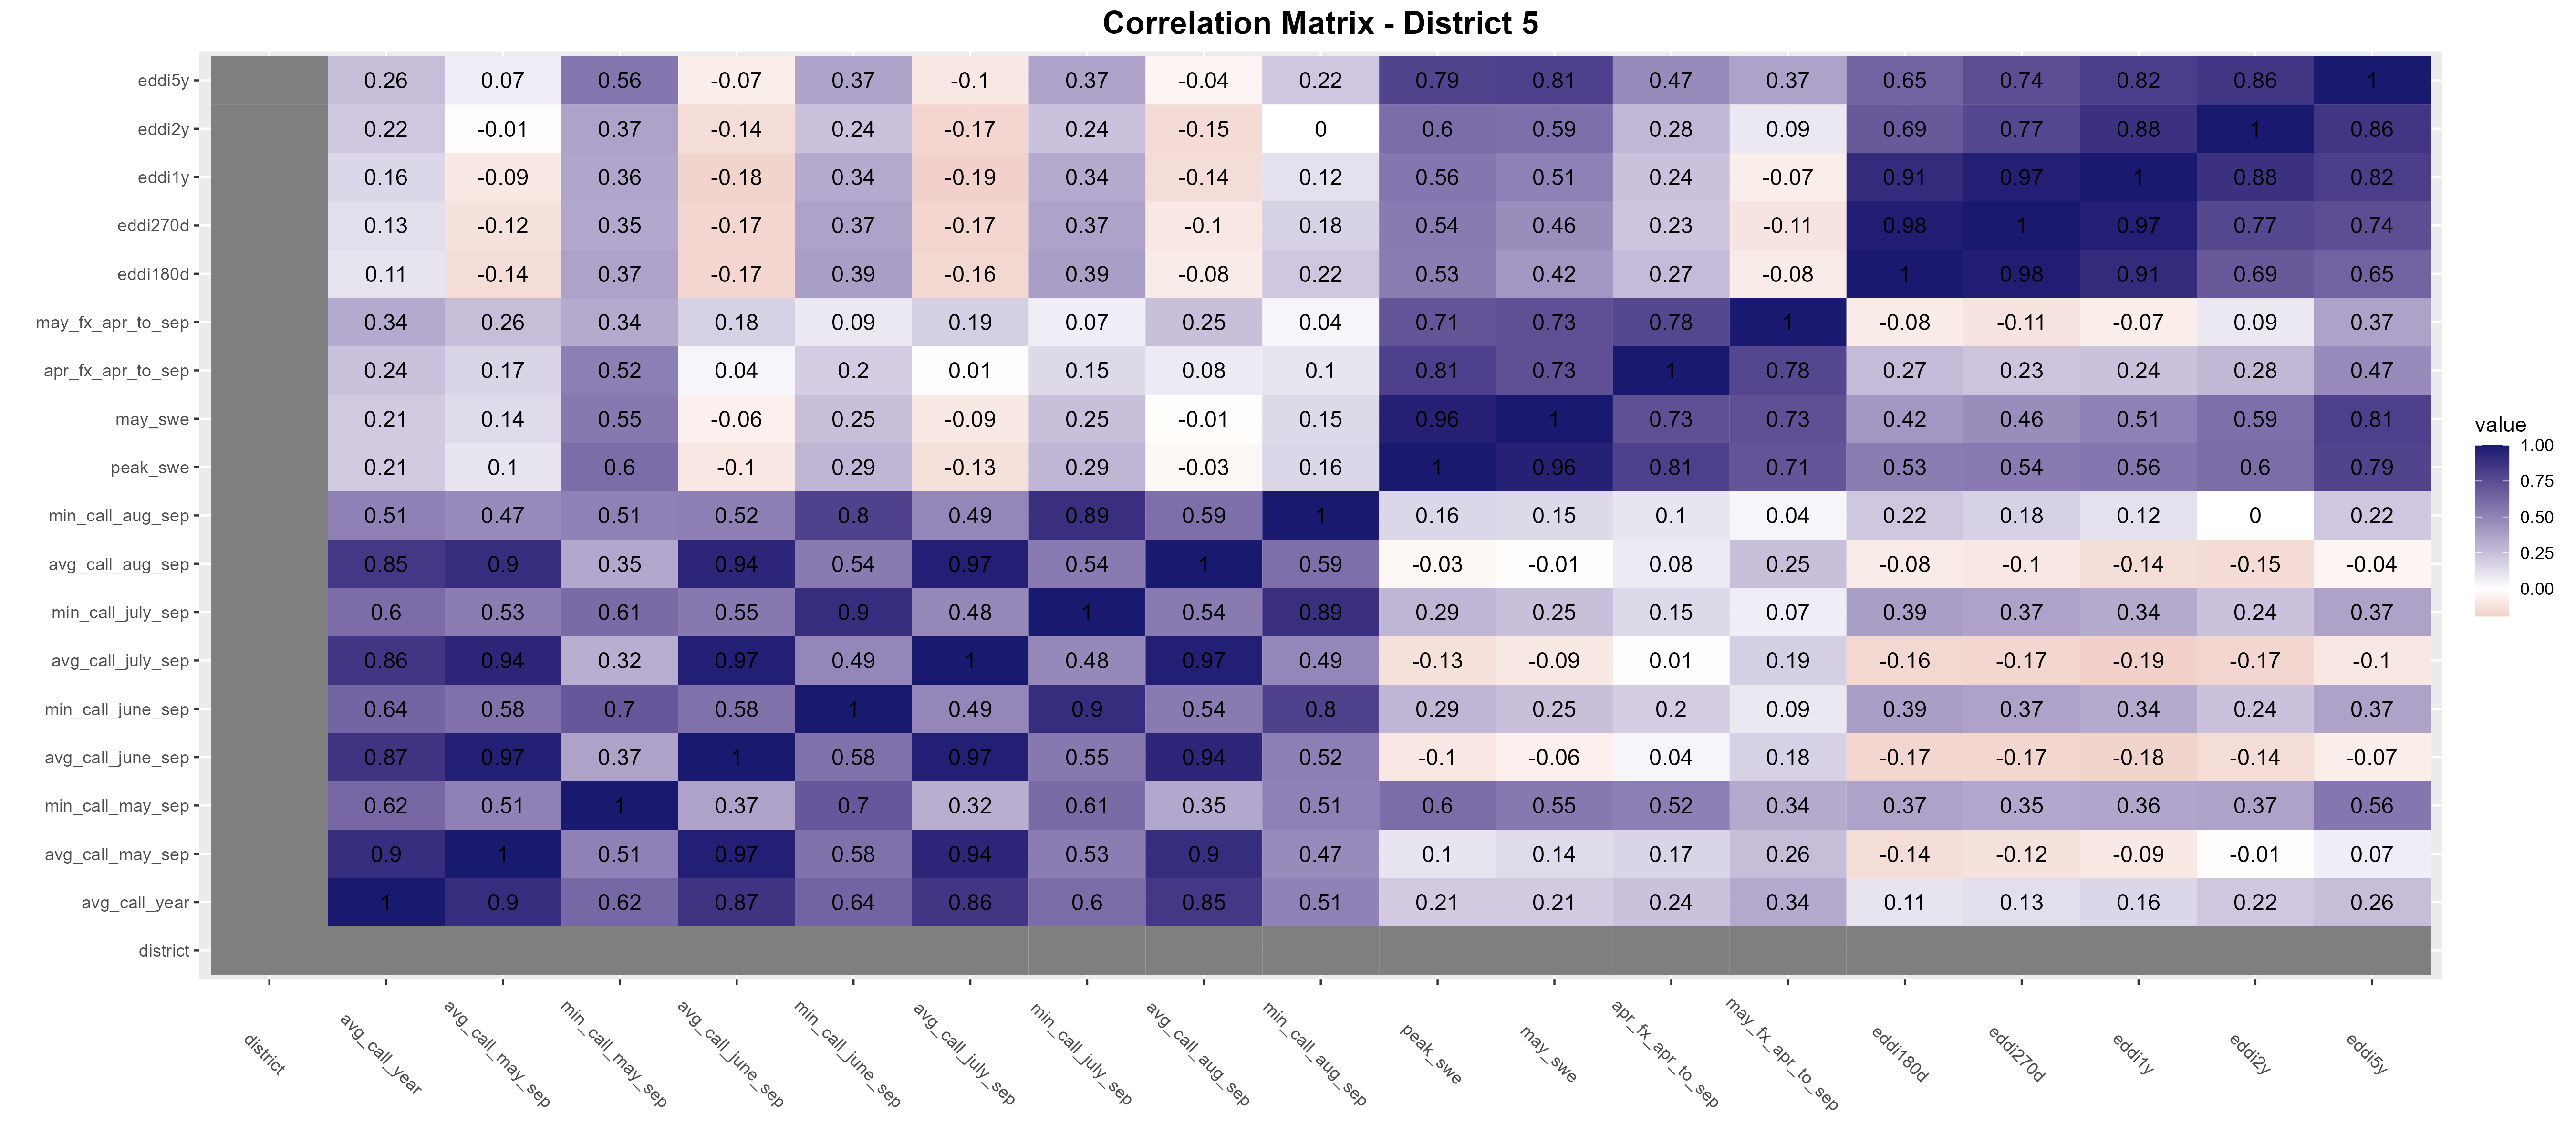 Correlation Matrix - District 5
eddi5y 0.26 0.07 0.56 -0.07 0.37 -0.1 0.37 -0.04 0.22 0.79 0.81 0.47 0.37 0.65 0.74 0.82 0.86 1
eddi2y 0.22 -0.01 0.37 -0.14 0.24 -0.17 0.24 -0.15 0 0.6 0.59 0.28 0.09 0.69 0.77 0.88 1 0.86
eddi1y 0.16 -0.09 0.36 -0.18 0.34 -0.19 0.34 -0.14 0.12 0.56 0.51 0.24 -0.07 0.91 0.97 1 0.88 0.82
eddi270d 0.13 -0.12 0.35 -0.17 0.37 -0.17 0.37 -0.1 0.18 0.54 0.46 0.23 -0.11 0.98 1 0.97 0.77 0.74
eddi180d 0.11 -0.14 0.37 -0.17 0.39 -0.16 0.39 -0.08 0.22 0.53 0.42 0.27 -0.08 1 0.98 0.91 0.69 0.65
may_fx_apr_to_sep 0.34 0.26 0.34 0.18 0.09 0.19 0.07 0.25 0.04 0.71 0.73 0.78 1 -0.08 -0.11 -0.07 0.09 0.37
apr_fx_apr_to_sep 0.24 0.17 0.52 0.04 0.2 0.01 0.15 0.08 0.1 0.81 0.73 1 0.78 0.27 0.23 0.24 0.28 0.47
may_swe 0.21 0.14 0.55 -0.06 0.25 -0.09 0.25 -0.01 0.15 0.96 1 0.73 0.73 0.42 0.46 0.51 0.59 0.81
peak_swe 0.21 0.1 0.6 -0.1 0.29 -0.13 0.29 -0.03 0.16 1 0.96 0.81 0.71 0.53 0.54 0.56 0.6 0.79
min_call_aug_sep 0.51 0.47 0.51 0.52 0.8 0.49 0.89 0.59 1 0.16 0.15 0.1 0.04 0.22 0.18 0.12 0 0.22
avg_call_aug_sep 0.85 0.9 0.35 0.94 0.54 0.97 0.54 1 0.59 -0.03 -0.01 0.08 0.25 -0.08 -0.1 -0.14 -0.15 -0.04
min_call_july_sep 0.6 0.53 0.61 0.55 0.9 0.48 1 0.54 0.89 0.29 0.25 0.15 0.07 0.39 0.37 0.34 0.24 0.37
avg_call_july_sep 0.86 0.94 0.32 0.97 0.49 1 0.48 0.97 0.49 -0.13 -0.09 0.01 0.19 -0.16 -0.17 -0.19 -0.17 -0.1
min_call_june_sep 0.64 0.58 0.7 0.58 1 0.49 0.9 0.54 0.8 0.29 0.25 0.2 0.09 0.39 0.37 0.34 0.24 0.37
avg_call_june_sep 0.87 0.97 0.37 1 0.58 0.97 0.55 0.94 0.52 -0.1 -0.06 0.04 0.18 -0.17 -0.17 -0.18 -0.14 -0.07
min_call_may_sep 0.62 0.51 1 0.37 0.7 0.32 0.61 0.35 0.51 0.6 0.55 0.52 0.34 0.37 0.35 0.36 0.37 0.56
avg_call_may_sep 0.9 1 0.51 0.97 0.58 0.94 0.53 0.9 0.47 0.1 0.14 0.17 0.26 -0.14 -0.12 -0.09 -0.01 0.07
avg_call_year 1 0.9 0.62 0.87 0.64 0.86 0.6 0.85 0.51 0.21 0.21 0.24 0.34 0.11 0.13 0.16 0.22 0.26
district
district avg_call_year avg_call_may_sep min_call_may_sep avg_call_june_sep min_call_june_sep avg_call_july_sep min_call_july_sep avg_call_aug_sep min_call_aug_sep peak_swe may_swe apr_fx_apr_to_sep may_fx_apr_to_sep eddi180d eddi270d eddi1y eddi2y eddi5y
value
1.00
0.75
0.50
0.25
0.00